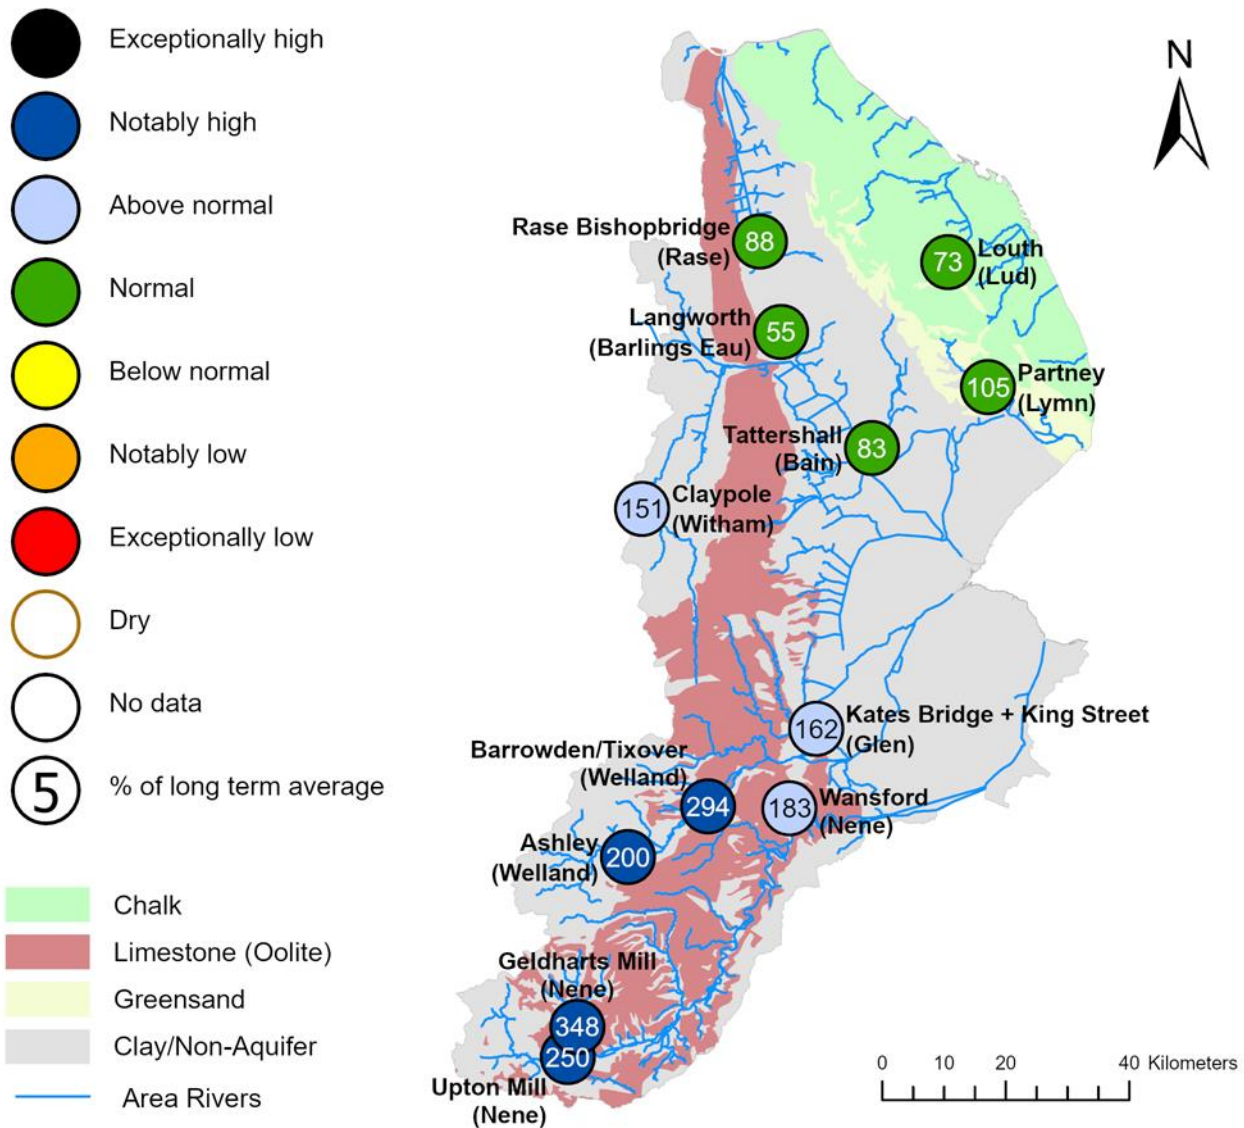 Exceptionally high
Notably high
Above normal
Normal
Below normal
Notably low
Exceptionally low
Dry
No data
5 % of long term average
Chalk
Limestone (Oolite)
Greensand
Clay/Non-Aquifer
Area Rivers
N
Rase Bishopbridge
(Rase)
88
Louth
(Lud)
73
Langworth
(Barlings Eau)
55
Partney
(Lymn)
105
Tattershall
(Bain)
83
Claypole
(Witham)
151
Kates Bridge + King Street
(Glen)
162
Barrowden/Tixover
(Welland)
294
Wansford
(Nene)
183
Ashley
(Welland)
200
Geldharts Mill
(Nene)
348
250
Upton Mill
(Nene)
0 10 20 40 Kilometers